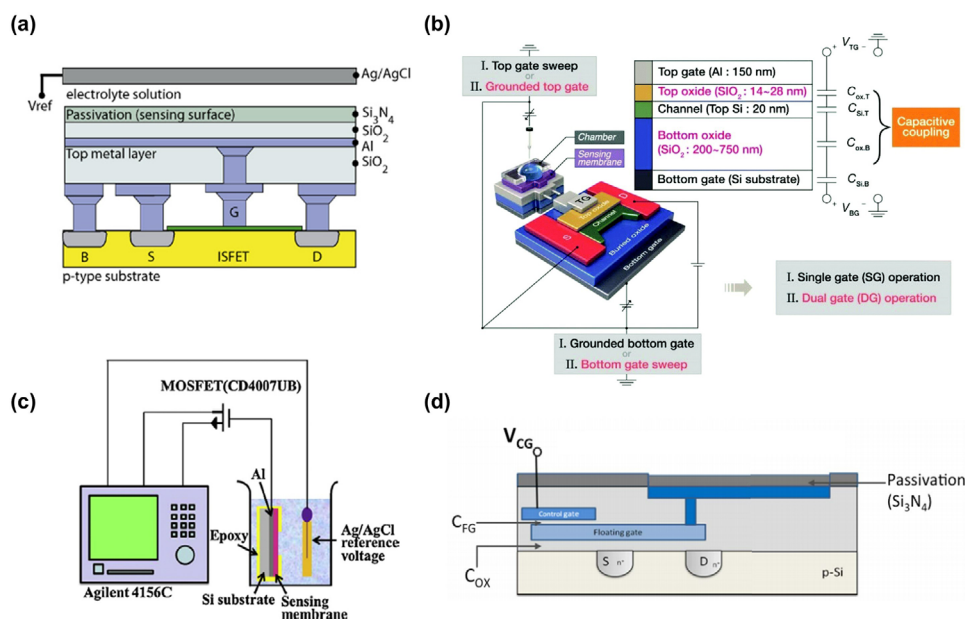 (a)
Ag/AgCl
electrolyte solution
Vref
Passivation (sensing surface)
Si3N4
SiO2
Al
Top metal layer
SiO2
G
B
S
ISFET
D
p-type substrate
(b)
I. Top gate sweep
or
II. Grounded top gate
Chamber
Sensing
membrane
TG
Top oxide
D
Channel
S
Buried oxide
Bottom gate
Top gate (Al : 150 nm)
Top oxide (SiO2 : 14~28 nm)
Channel (Top Si : 20 nm)
Bottom oxide
(SiO2 : 200~750 nm)
Bottom gate (Si substrate)
+ VTG -
Cox.T
CSi.T
Cox.B
CSi.B
+ VBG -
Capacitive
coupling
I. Single gate (SG) operation
II. Dual gate (DG) operation
I. Grounded bottom gate
or
II. Bottom gate sweep
(c)
MOSFET(CD4007UB)
Al
Epoxy
Ag/AgCl
reference
voltage
Agilent 4156C
Si substrate
Sensing
membrane
(d)
VCG
Passivation
(Si3N4)
Control gate
CFG
Floating gate
COX
S n+
D n+
p-Si